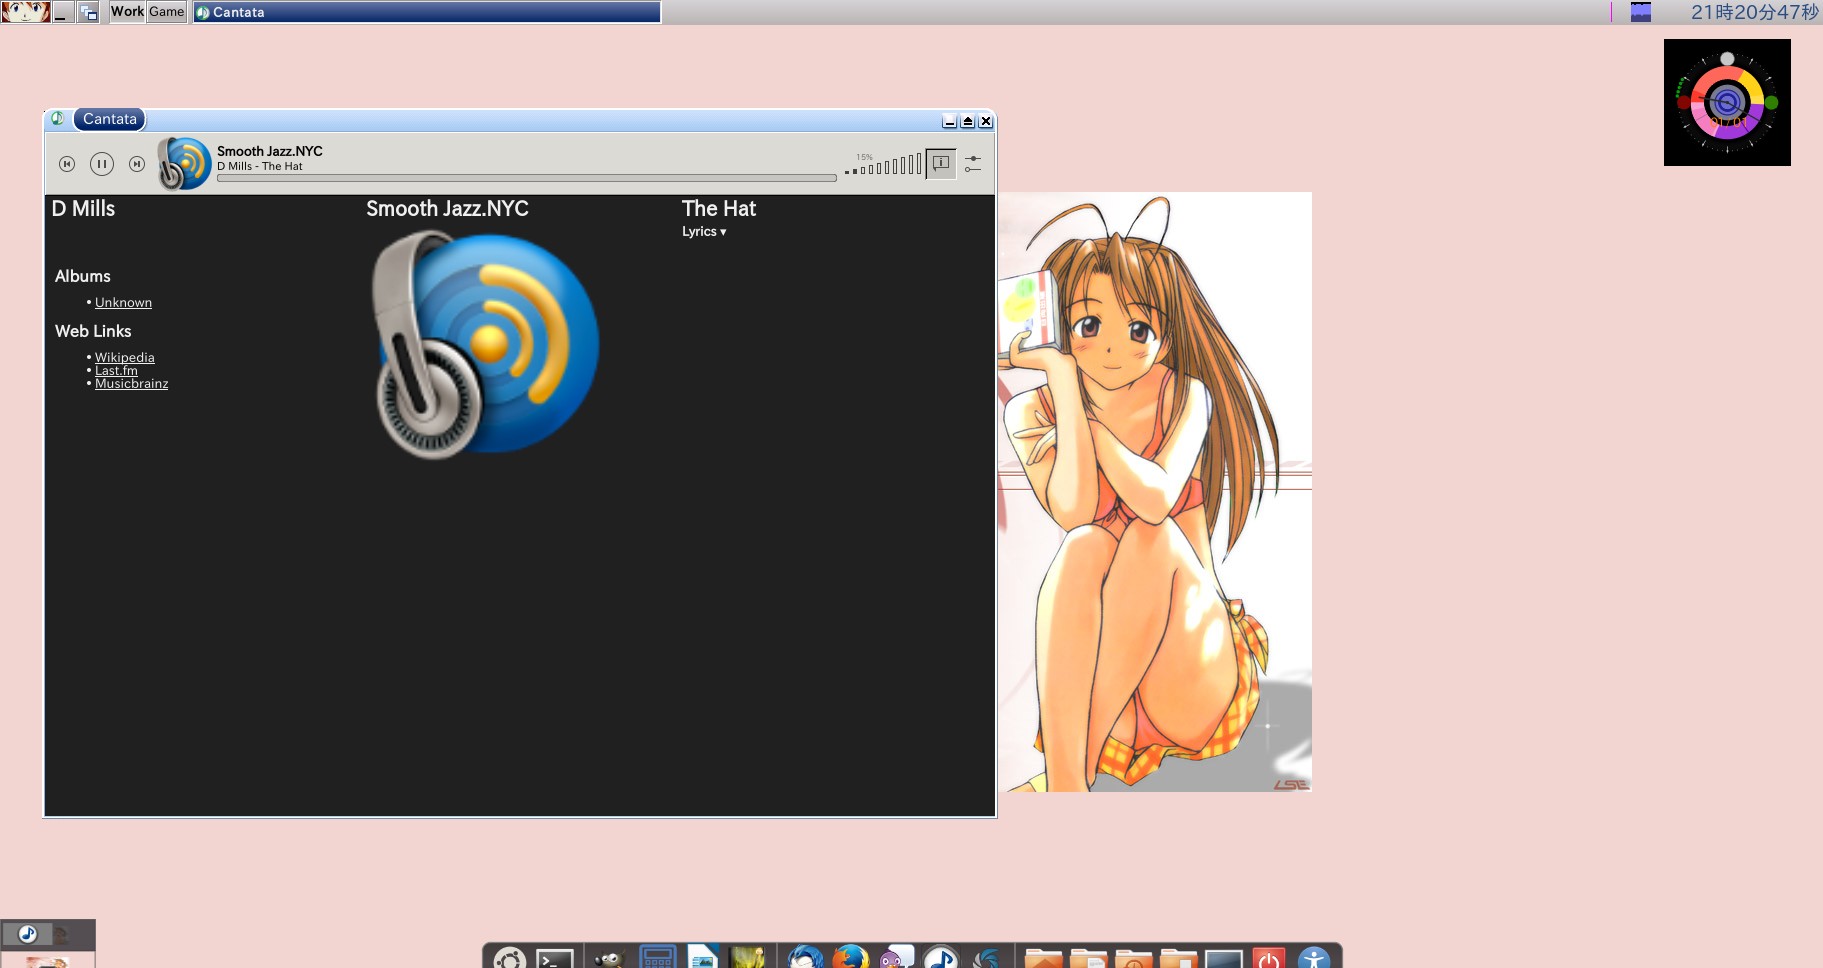 Work Game Cantata 21時20分47秒
Cantata
Smooth Jazz.NYC
D Mills - The Hat
15%
D Mills
Albums
• Unknown
Web Links
• Wikipedia
• Last.fm
• Musicbrainz
Smooth Jazz.NYC
The Hat
Lyrics ▾
LSE